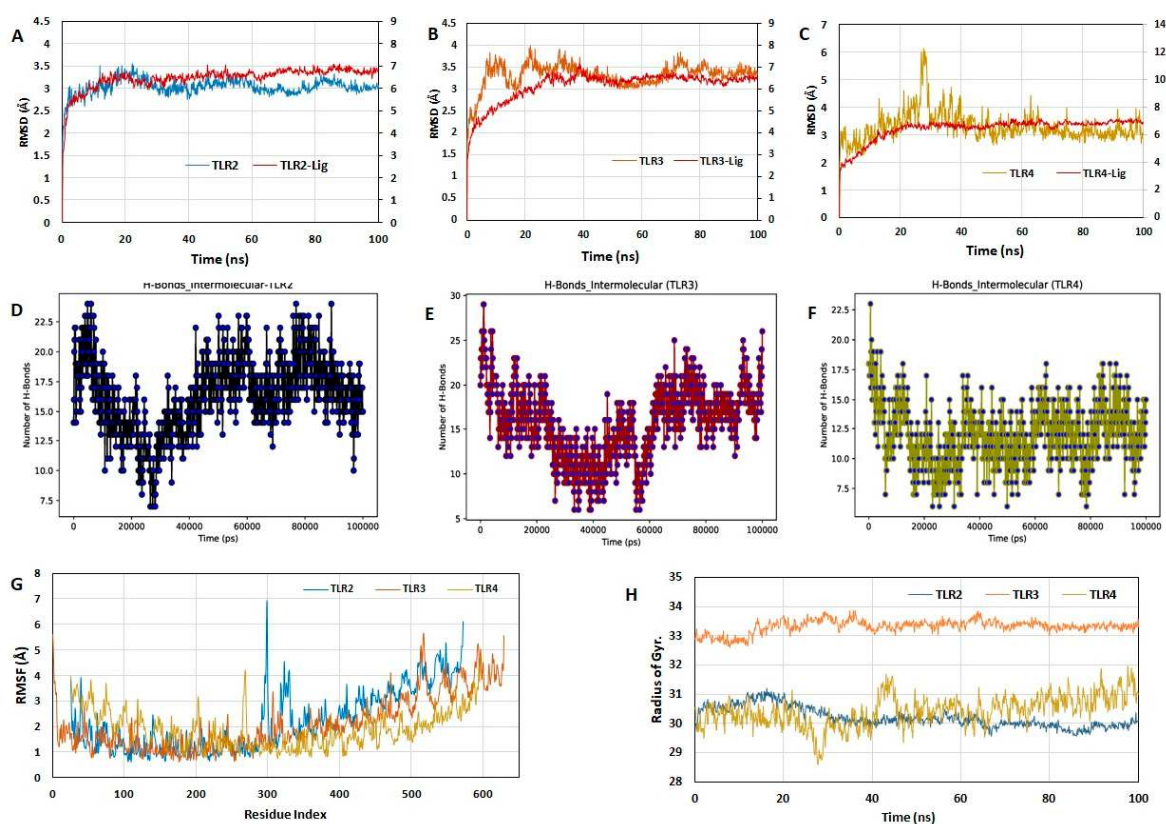 A
RMSD (Å)
4.5
4
3.5
3
2.5
2
1.5
1
0.5
0
9
8
7
6
5
4
3
2
1
0
TLR2 TLR2-Lig
0 20 40 60 80 100
Time (ns)
B
RMSD (Å)
4.5
4
3.5
3
2.5
2
1.5
1
0.5
0
9
8
7
6
5
4
3
2
1
0
TLR3 TLR3-Lig
0 20 40 60 80 100
Time (ns)
C
RMSD (Å)
7
6
5
4
3
2
1
0
14
12
10
8
6
4
2
0
TLR4 TLR4-Lig
0 20 40 60 80 100
Time (ns)
D
H-Bonds_Intermolecular-TLR2
Number of H-Bonds
22.5
20.0
17.5
15.0
12.5
10.0
7.5
0 20000 40000 60000 80000 100000
Time (ps)
E
H-Bonds_Intermolecular (TLR3)
Number of H-Bonds
30
25
20
15
10
5
0 20000 40000 60000 80000 100000
Time (ps)
F
H-Bonds_Intermolecular (TLR4)
Number of H-Bonds
22.5
20.0
17.5
15.0
12.5
10.0
7.5
0 20000 40000 60000 80000 100000
Time (ps)
G
RMSF (Å)
8
7
6
5
4
3
2
1
0
TLR2 TLR3 TLR4
0 100 200 300 400 500 600
Residue Index
H
Radius of Gyr.
35
34
33
32
31
30
29
28
TLR2 TLR3 TLR4
0 20 40 60 80 100
Time (ns)